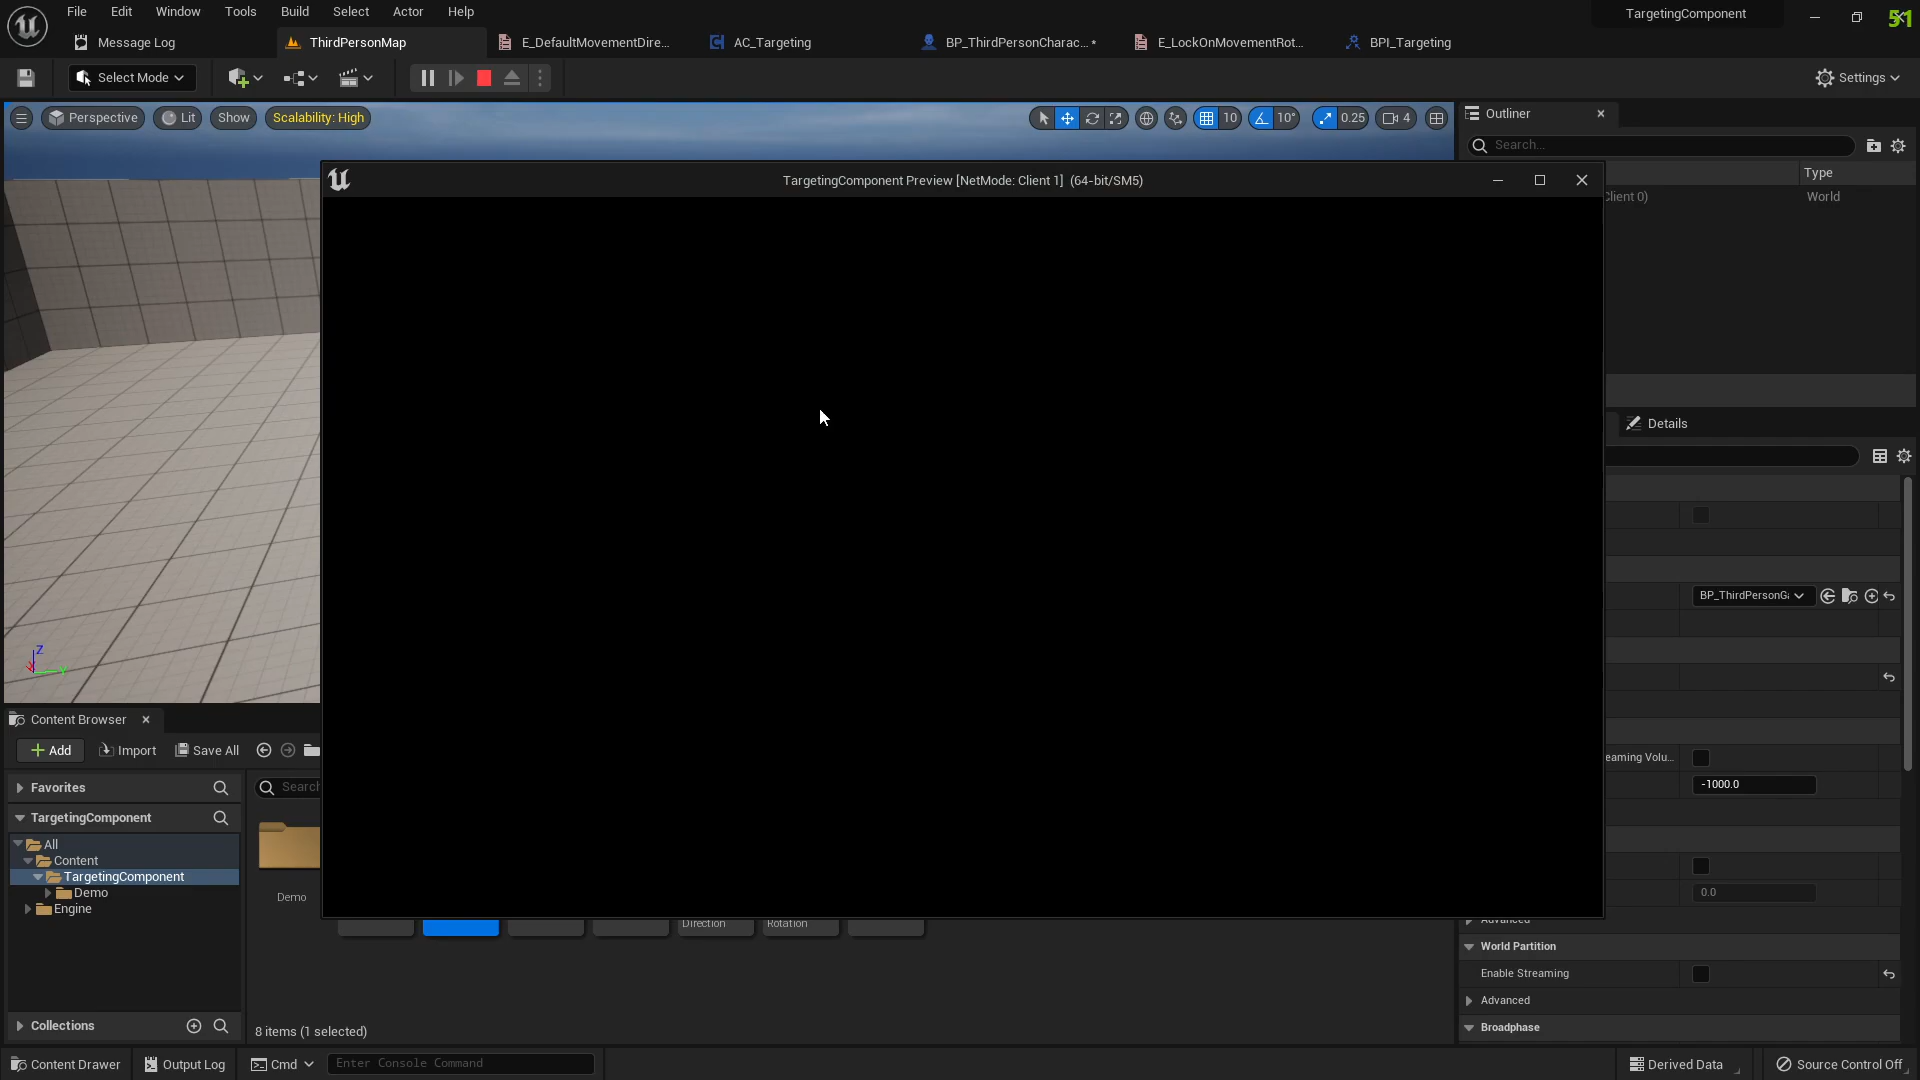 File Edit Window Tools Build Select Actor Help
TargetingComponent
51
Message Log
ThirdPersonMap
E_DefaultMovementDire...
AC_Targeting
BP_ThirdPersonCharac... *
E_LockOnMovementRot...
BPI_Targeting
Select Mode
Settings
Perspective
Lit
Show
Scalability: High
10
10°
0.25
4
Outliner
Search...
Type
Client 0)
World
TargetingComponent Preview [NetMode: Client 1] (64-bit/SM5)
Details
BP_ThirdPersonGa
eaming Volu...
-1000.0
0.0
Advanced
World Partition
Enable Streaming
Advanced
Broadphase
Z
Y
Content Browser
Add
Import
Save All
Favorites
Search
TargetingComponent
All
Content
TargetingComponent
Demo
Engine
Demo
Direction
Rotation
Collections
8 items (1 selected)
Content Drawer
Output Log
Cmd
Enter Console Command
Derived Data
Source Control Off